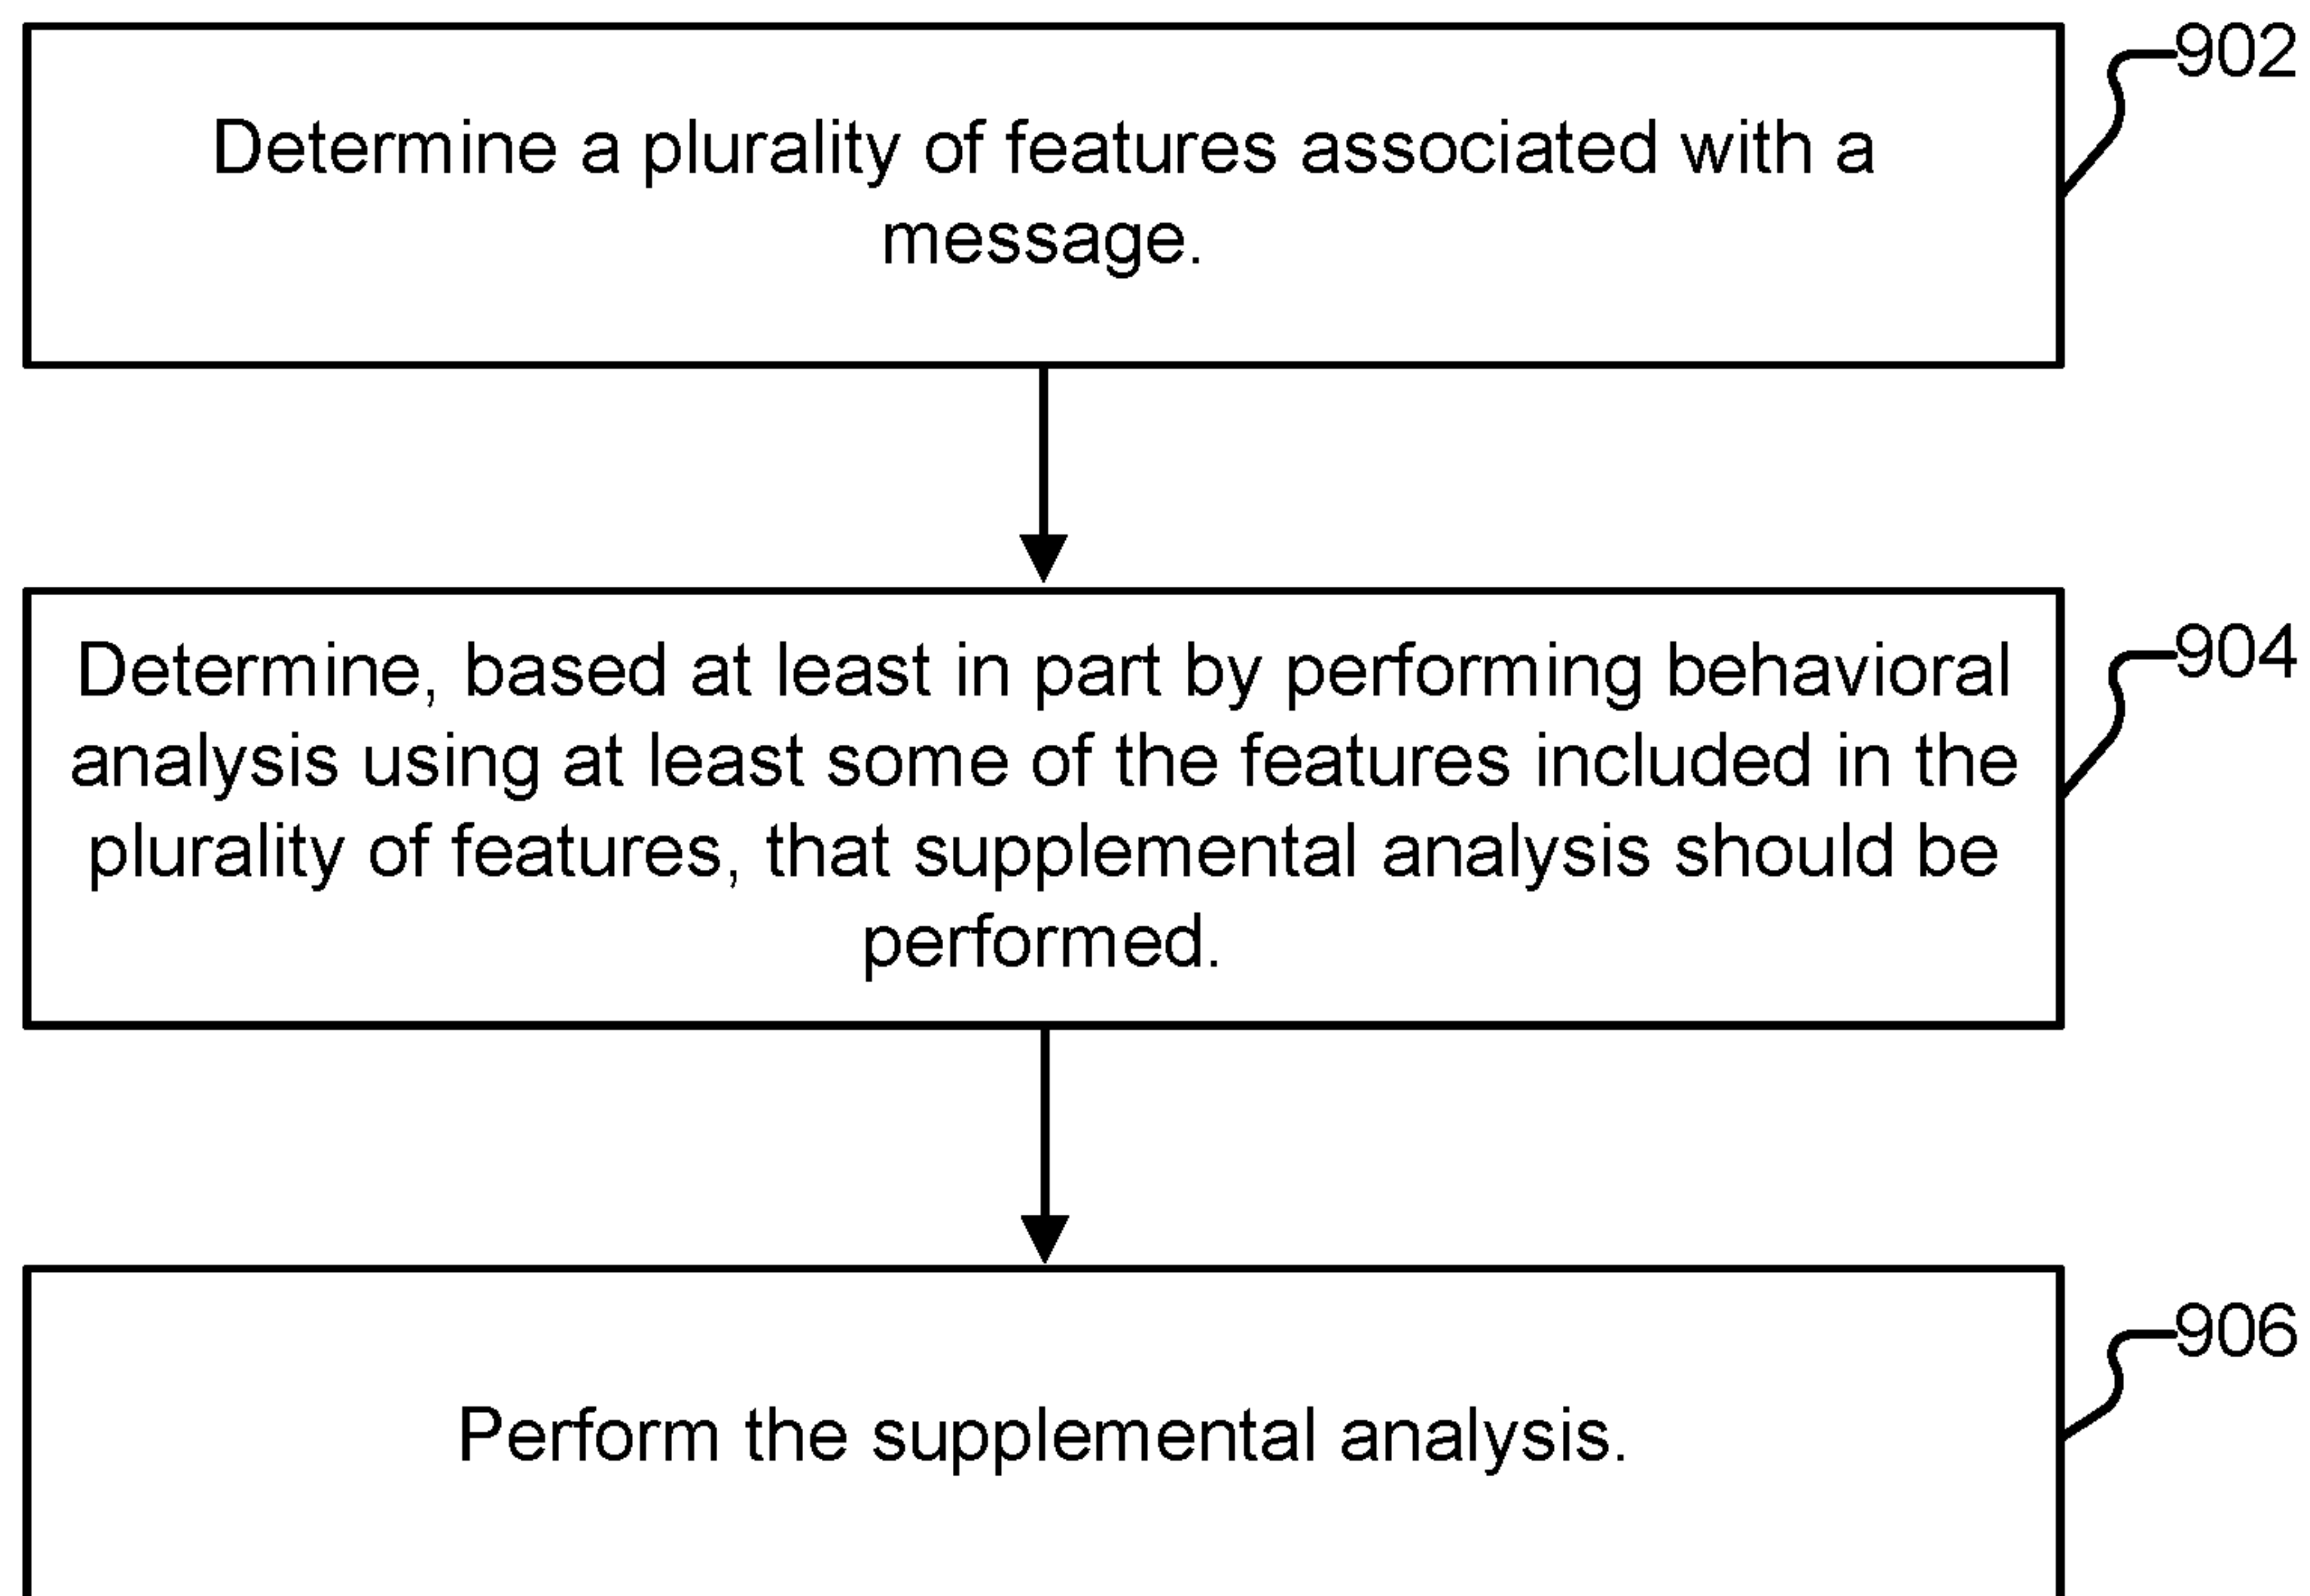 902
Determine a plurality of features associated with a
message.
904
Determine, based at least in part by performing behavioral
analysis using at least some of the features included in the
plurality of features, that supplemental analysis should be
performed.
906
Perform the supplemental analysis.